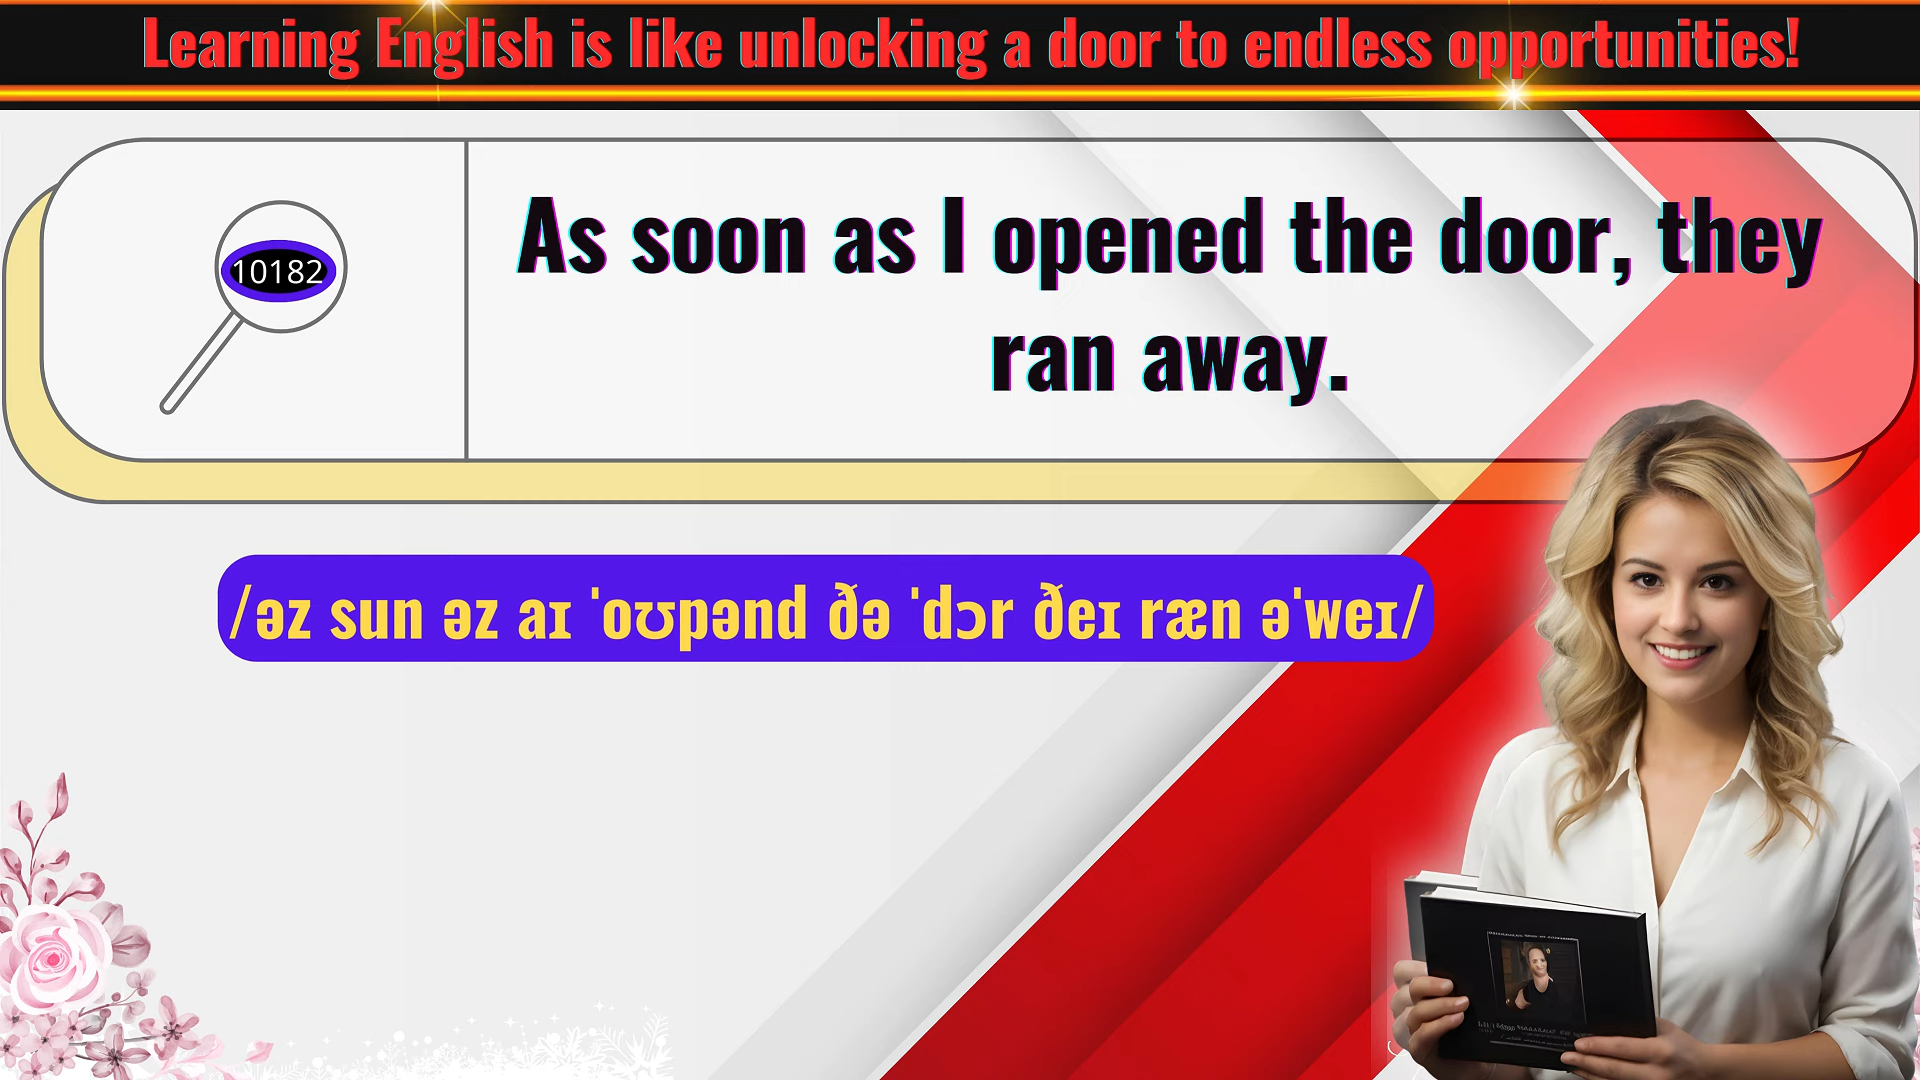 Learning English is like unlocking a door to endless opportunities!
10182
As soon as I opened the door, they
ran away.
/əz sun əz aɪ ˈoʊpənd ðə ˈdɔr ðeɪ ræn əˈweɪ/